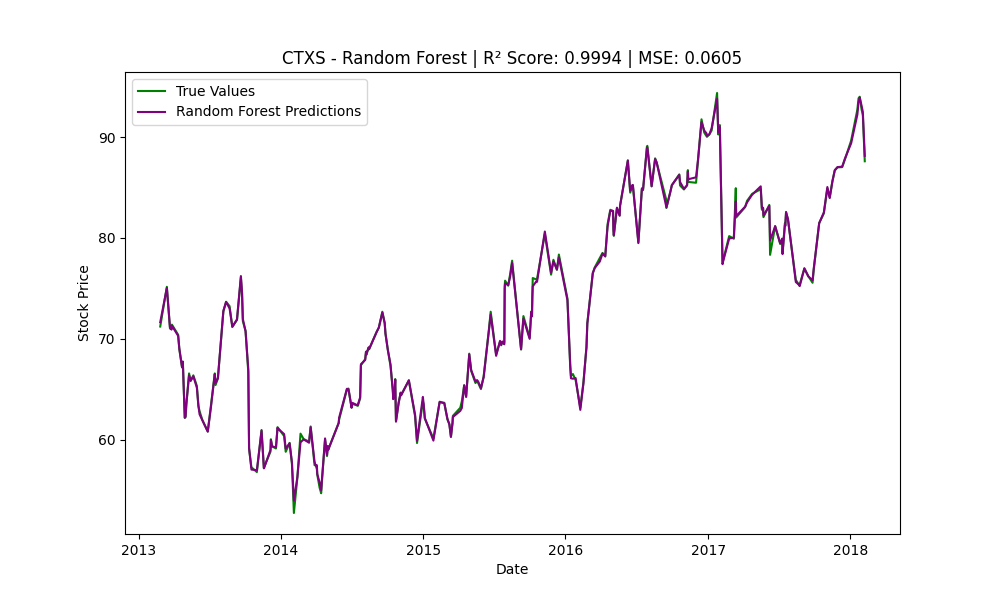 CTXS - Random Forest | R² Score: 0.9994 | MSE: 0.0605
True Values
Random Forest Predictions
90
80
70
60
Stock Price
2013 2014 2015 2016 2017 2018
Date